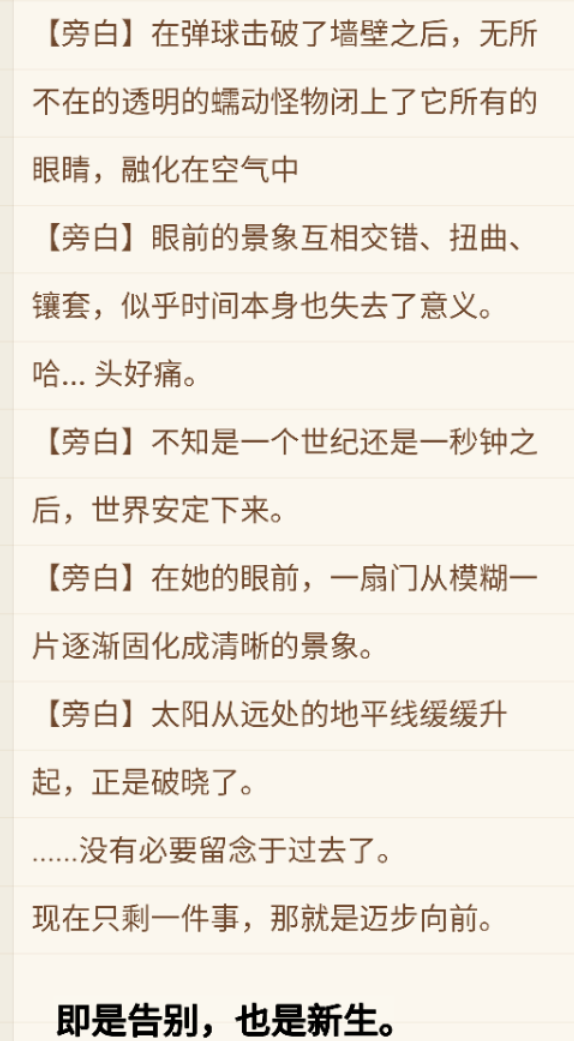 【旁白】在弹球击破了墙壁之后，无所
不在的透明的蠕动怪物闭上了它所有的
眼睛，融化在空气中
【旁白】眼前的景象互相交错、扭曲、
镶套，似乎时间本身也失去了意义。
哈... 头好痛。
【旁白】不知是一个世纪还是一秒钟之
后，世界安定下来。
【旁白】在她的眼前，一扇门从模糊一
片逐渐固化成清晰的景象。
【旁白】太阳从远处的地平线缓缓升
起，正是破晓了。
......没有必要留念于过去了。
现在只剩一件事，那就是迈步向前。
即是告别，也是新生。